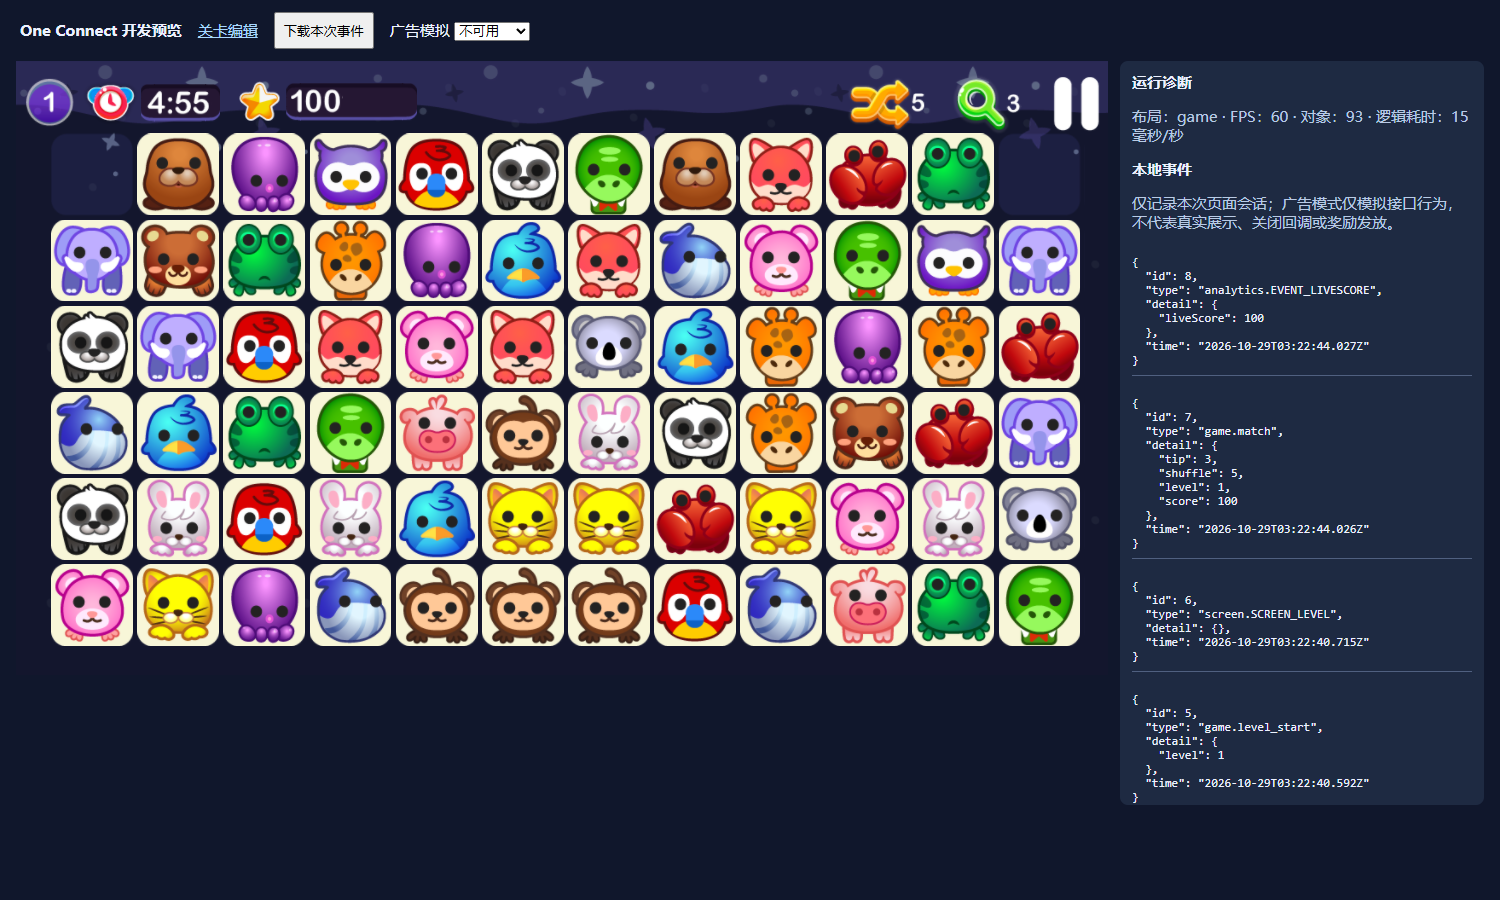 One Connect 开发预览 关卡编辑 下载本次事件 广告模拟 不可用
1 4:55 100 5 3
运行诊断
布局：game · FPS：60 · 对象：93 · 逻辑耗时：15
毫秒/秒
本地事件
仅记录本次页面会话；广告模式仅模拟接口行为，
不代表真实展示、关闭回调或奖励发放。
{
"id": 8,
"type": "analytics.EVENT_LIVESCORE",
"detail": {
"liveScore": 100
},
"time": "2026-10-29T03:22:44.027Z"
}
{
"id": 7,
"type": "game.match",
"detail": {
"tip": 3,
"shuffle": 5,
"level": 1,
"score": 100
},
"time": "2026-10-29T03:22:44.026Z"
}
{
"id": 6,
"type": "screen.SCREEN_LEVEL",
"detail": {},
"time": "2026-10-29T03:22:40.715Z"
}
{
"id": 5,
"type": "game.level_start",
"detail": {
"level": 1
},
"time": "2026-10-29T03:22:40.592Z"
}